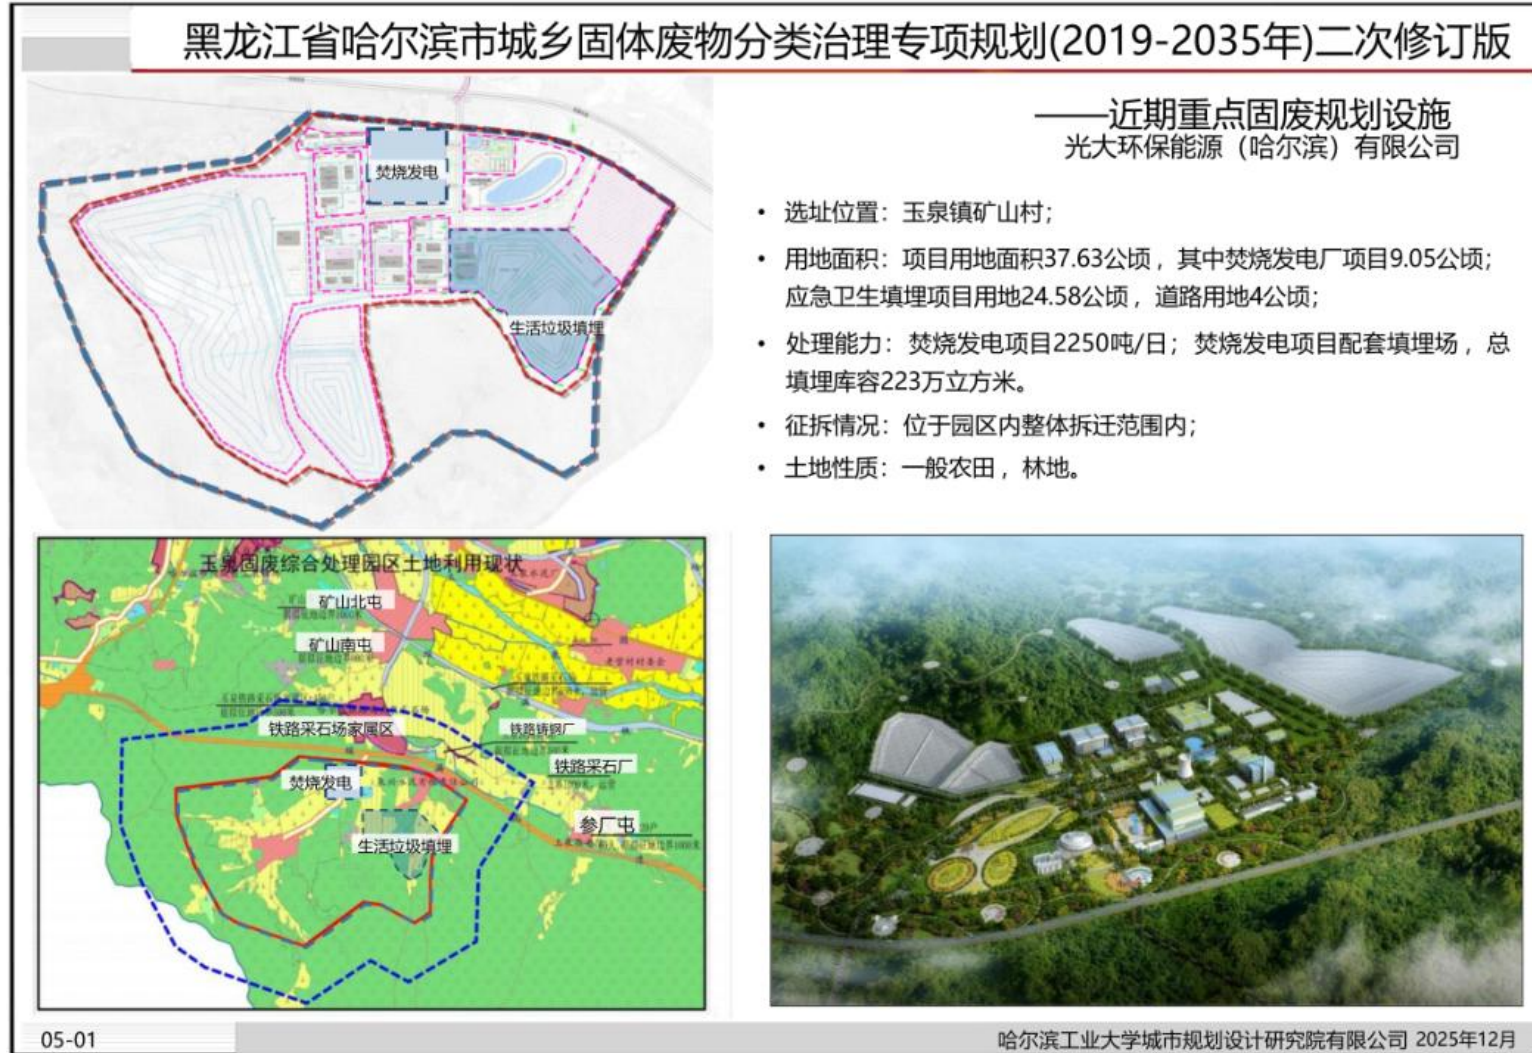 黑龙江省哈尔滨市城乡固体废物分类治理专项规划(2019-2035年)二次修订版
——近期重点固废规划设施
光大环保能源（哈尔滨）有限公司
• 选址位置：玉泉镇矿山村；
• 用地面积：项目用地面积37.63公顷，其中焚烧发电厂项目9.05公顷；
应急卫生填埋项目用地24.58公顷，道路用地4公顷；
• 处理能力：焚烧发电项目2250吨/日；焚烧发电项目配套填埋场，总
填埋库容223万立方米。
• 征拆情况：位于园区内整体拆迁范围内；
• 土地性质：一般农田，林地。
焚烧发电
生活垃圾填埋
玉泉固废综合处理园区土地利用现状
矿山北屯
矿山南屯
铁路采石场家属区
铁路铸钢厂
铁路采石厂
焚烧发电
参厂屯
生活垃圾填埋
05-01
哈尔滨工业大学城市规划设计研究院有限公司 2025年12月